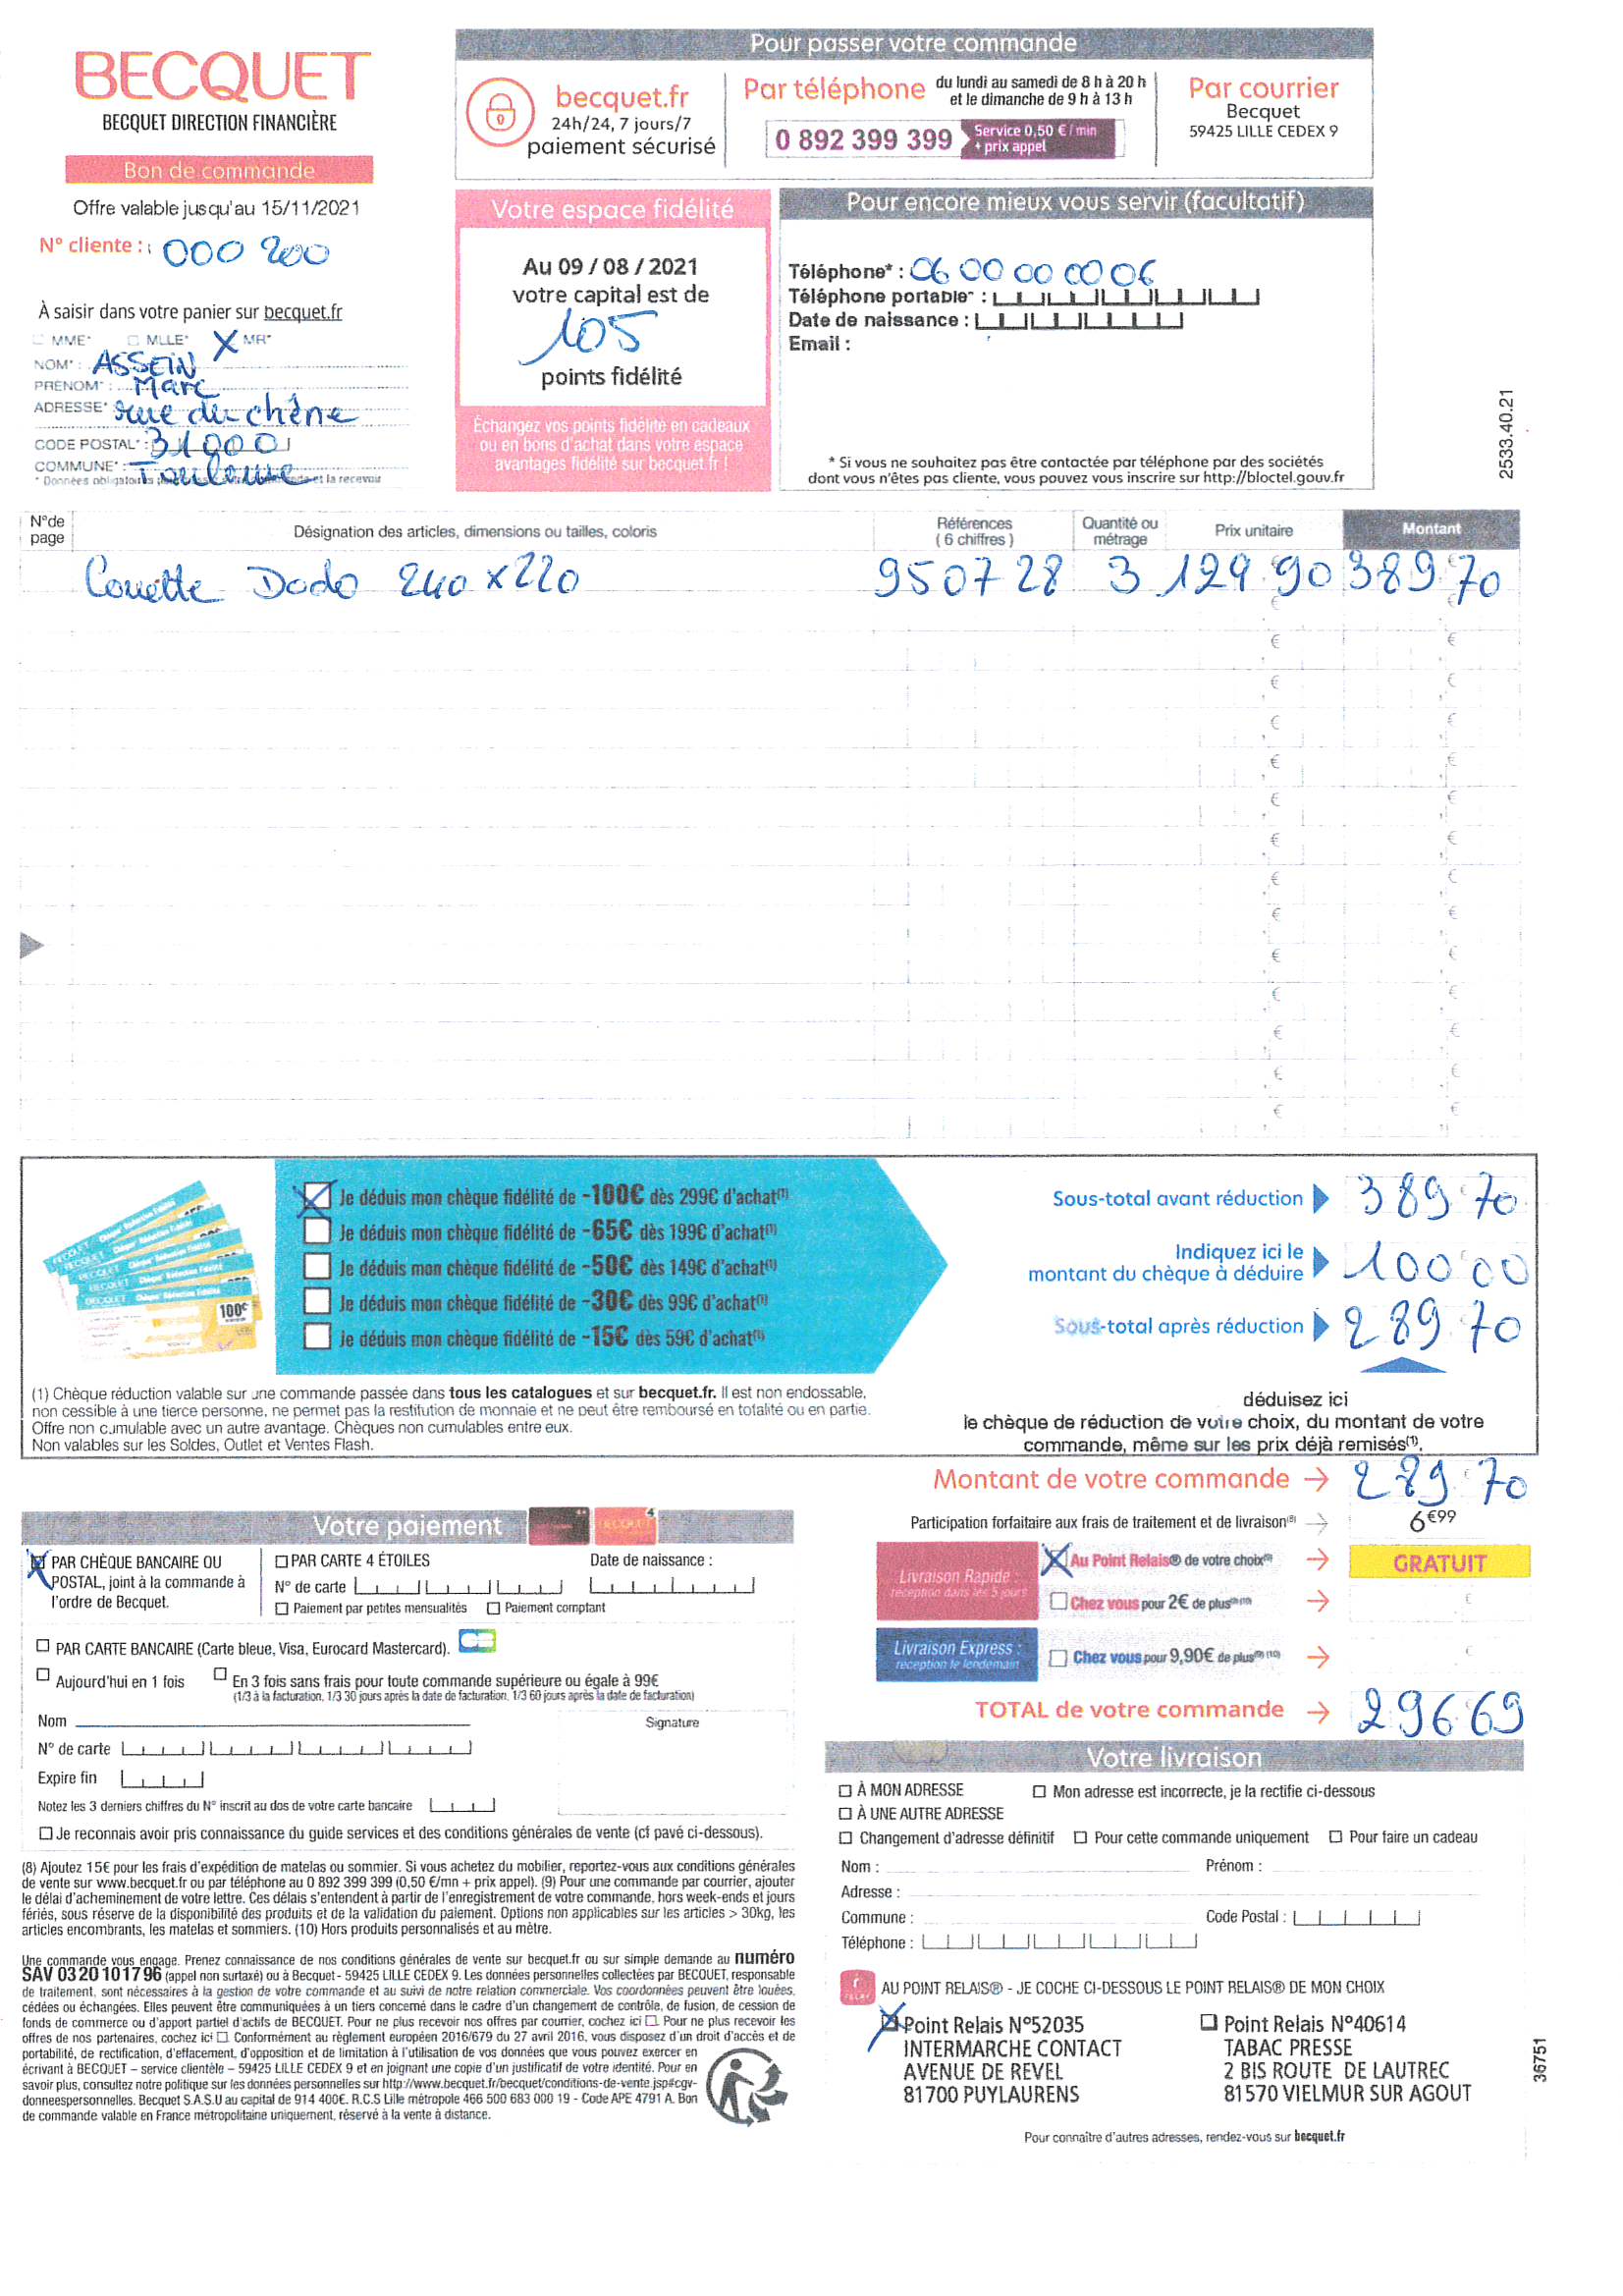 BECQUET
BECQUET DIRECTION FINANCIÈRE
Bon de commande
Offre valable jusqu'au 15/11/2021
N° cliente : 000 200
À saisir dans votre panier sur becquet.fr
MME* MLLE* X MR*
NOM* : ASSEIN
PRENOM* : Marc
ADRESSE* rue du chêne
CODE POSTAL* : 31000
COMMUNE* : Toulouse
Pour passer votre commande
becquet.fr
24h/24, 7 jours/7
paiement sécurisé
Par téléphone du lundi au samedi de 8 h à 20 h
et le dimanche de 9 h à 13 h
0 892 399 399 Service 0,50 € / min
+ prix appel
Par courrier
Becquet
59425 LILLE CEDEX 9
Votre espace fidélité
Au 09 / 08 / 2021
votre capital est de
105
points fidélité
Échangez vos points fidélité en cadeaux
ou en bons d'achat dans votre espace
avantages fidélité sur becquet.fr !
Pour encore mieux vous servir (facultatif)
Téléphone* : 06 00 00 00 06
Téléphone portable* :
Date de naissance :
Email :
* Si vous ne souhaitez pas être contactée par téléphone par des sociétés
dont vous n'êtes pas cliente, vous pouvez vous inscrire sur http://bloctel.gouv.fr
2533.40.21
N°de page Désignation des articles, dimensions ou tailles, coloris Références ( 6 chiffres ) Quantité ou métrage Prix unitaire Montant
Couette Dodo 240 x 220 950728 3 129 90 389 70
Je déduis mon chèque fidélité de -100€ dès 299€ d'achat(1)
Je déduis mon chèque fidélité de -65€ dès 199€ d'achat(1)
Je déduis mon chèque fidélité de -50€ dès 149€ d'achat(1)
Je déduis mon chèque fidélité de -30€ dès 99€ d'achat(1)
Je déduis mon chèque fidélité de -15€ dès 59€ d'achat(1)
100€
Sous-total avant réduction 389 70
Indiquez ici le
montant du chèque à déduire 100 00
Sous-total après réduction 289 70
déduisez ici
le chèque de réduction de votre choix, du montant de votre
commande, même sur les prix déjà remisés(1).
(1) Chèque réduction valable sur une commande passée dans tous les catalogues et sur becquet.fr. Il est non endossable,
non cessible à une tierce personne, ne permet pas la restitution de monnaie et ne peut être remboursé en totalité ou en partie.
Offre non cumulable avec un autre avantage. Chèques non cumulables entre eux.
Non valables sur les Soldes, Outlet et Ventes Flash.
Montant de votre commande → 289 70
Participation forfaitaire aux frais de traitement et de livraison(8) → 6€99
Livraison Rapide :
réception dans les 5 jours
Au Point Relais® de votre choix(9) → GRATUIT
Chez vous pour 2€ de plus(9)(10) → €
Livraison Express :
réception le lendemain
Chez vous pour 9,90€ de plus(9)(10) → €
TOTAL de votre commande → 296 69
Votre paiement
PAR CHÈQUE BANCAIRE OU
POSTAL, joint à la commande à
l'ordre de Becquet.
PAR CARTE 4 ÉTOILES Date de naissance :
N° de carte
Paiement par petites mensualités Paiement comptant
PAR CARTE BANCAIRE (Carte bleue, Visa, Eurocard Mastercard).
Aujourd'hui en 1 fois En 3 fois sans frais pour toute commande supérieure ou égale à 99€
(1/3 à la facturation, 1/3 30 jours après la date de facturation, 1/3 60 jours après la date de facturation)
Nom Signature
N° de carte
Expire fin
Notez les 3 derniers chiffres du N° inscrit au dos de votre carte bancaire
Je reconnais avoir pris connaissance du guide services et des conditions générales de vente (cf pavé ci-dessous).
(8) Ajoutez 15€ pour les frais d'expédition de matelas ou sommier. Si vous achetez du mobilier, reportez-vous aux conditions générales
de vente sur www.becquet.fr ou par téléphone au 0 892 399 399 (0,50 €/mn + prix appel). (9) Pour une commande par courrier, ajouter
le délai d'acheminement de votre lettre. Ces délais s'entendent à partir de l'enregistrement de votre commande, hors week-ends et jours
fériés, sous réserve de la disponibilité des produits et de la validation du paiement. Options non applicables sur les articles > 30kg, les
articles encombrants, les matelas et sommiers. (10) Hors produits personnalisés et au mètre.
Une commande vous engage. Prenez connaissance de nos conditions générales de vente sur becquet.fr ou sur simple demande au numéro
SAV 03 20 10 17 96 (appel non surtaxé) ou à Becquet - 59425 LILLE CEDEX 9. Les données personnelles collectées par BECQUET, responsable
de traitement, sont nécessaires à la gestion de votre commande et au suivi de notre relation commerciale. Vos coordonnées peuvent être louées,
cédées ou échangées. Elles peuvent être communiquées à un tiers concerné dans le cadre d'un changement de contrôle, de fusion, de cession de
fonds de commerce ou d'apport partiel d'actifs de BECQUET. Pour ne plus recevoir nos offres par courrier, cochez ici. Pour ne plus recevoir les
offres de nos partenaires, cochez ici. Conformément au règlement européen 2016/679 du 27 avril 2016, vous disposez d'un droit d'accès et de
portabilité, de rectification, d'effacement, d'opposition et de limitation à l'utilisation de vos données que vous pouvez exercer en
écrivant à BECQUET – service clientèle – 59425 LILLE CEDEX 9 et en joignant une copie d'un justificatif de votre identité. Pour en
savoir plus, consultez notre politique sur les données personnelles sur http://www.becquet.fr/becquet/conditions-de-vente.jsp#cgv-
donneespersonnelles. Becquet S.A.S.U au capital de 914 400€. R.C.S Lille métropole 466 500 683 000 19 - Code APE 4791 A. Bon
de commande valable en France métropolitaine uniquement, réservé à la vente à distance.
Votre livraison
À MON ADRESSE Mon adresse est incorrecte, je la rectifie ci-dessous
À UNE AUTRE ADRESSE
Changement d'adresse définitif Pour cette commande uniquement Pour faire un cadeau
Nom : Prénom :
Adresse :
Commune : Code Postal :
Téléphone :
AU POINT RELAIS® - JE COCHE CI-DESSOUS LE POINT RELAIS® DE MON CHOIX
Point Relais N°52035
INTERMARCHE CONTACT
AVENUE DE REVEL
81700 PUYLAURENS
Point Relais N°40614
TABAC PRESSE
2 BIS ROUTE DE LAUTREC
81570 VIELMUR SUR AGOUT
Pour connaître d'autres adresses, rendez-vous sur becquet.fr
36751